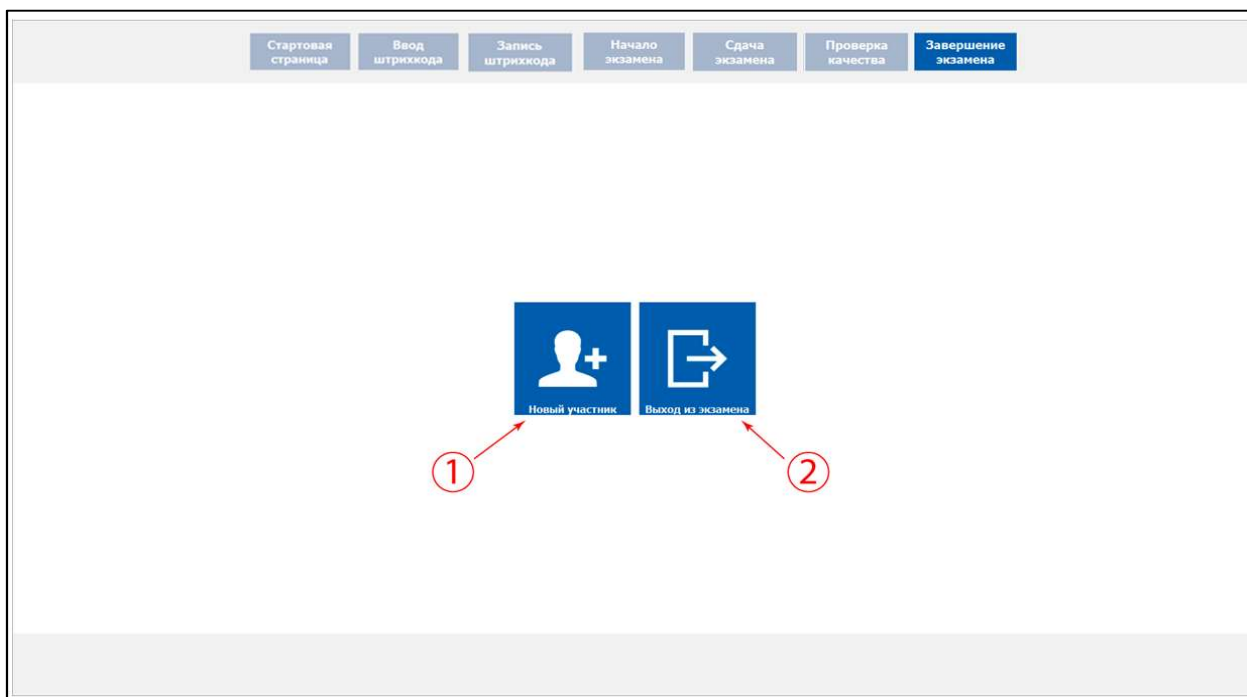 Стартовая
страница
Ввод
штрихкода
Запись
штрихкода
Начало
экзамена
Сдача
экзамена
Проверка
качества
Завершение
экзамена
Новый участник
Выход из экзамена
1
2